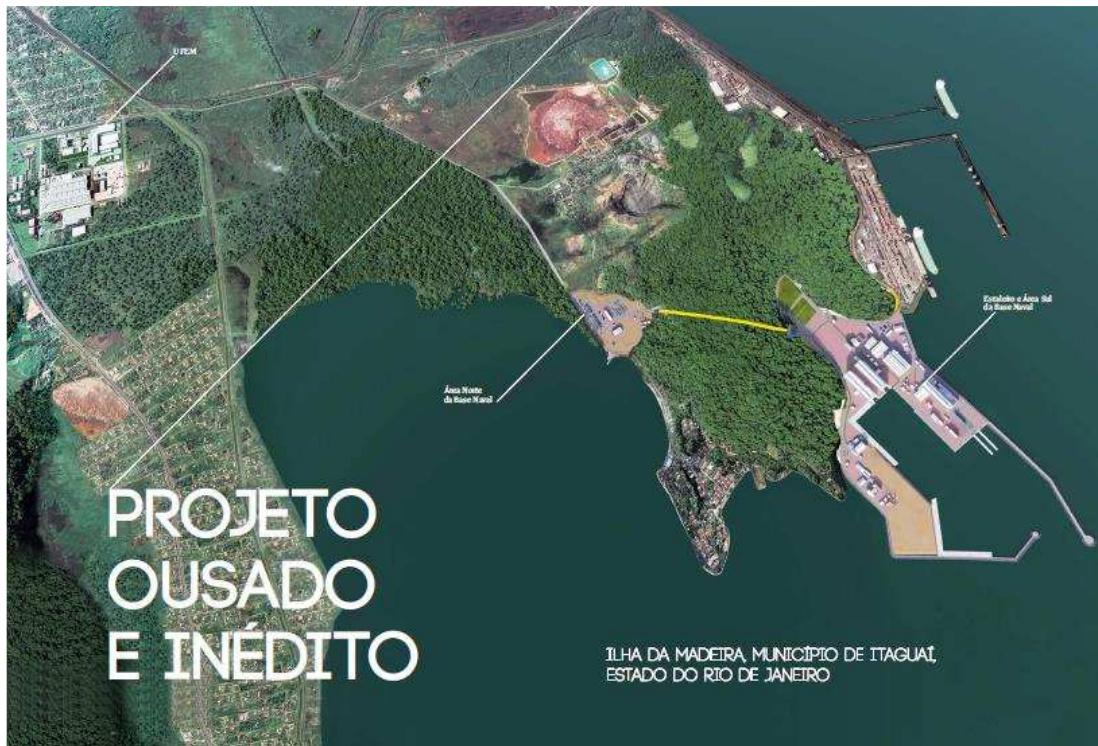 UFEM
Estaleiro e Área Sul
da Base Naval
Área Norte
da Base Naval
PROJETO
OUSADO
E INÉDITO
ILHA DA MADEIRA, MUNICÍPIO DE ITAGUAÍ,
ESTADO DO RIO DE JANEIRO